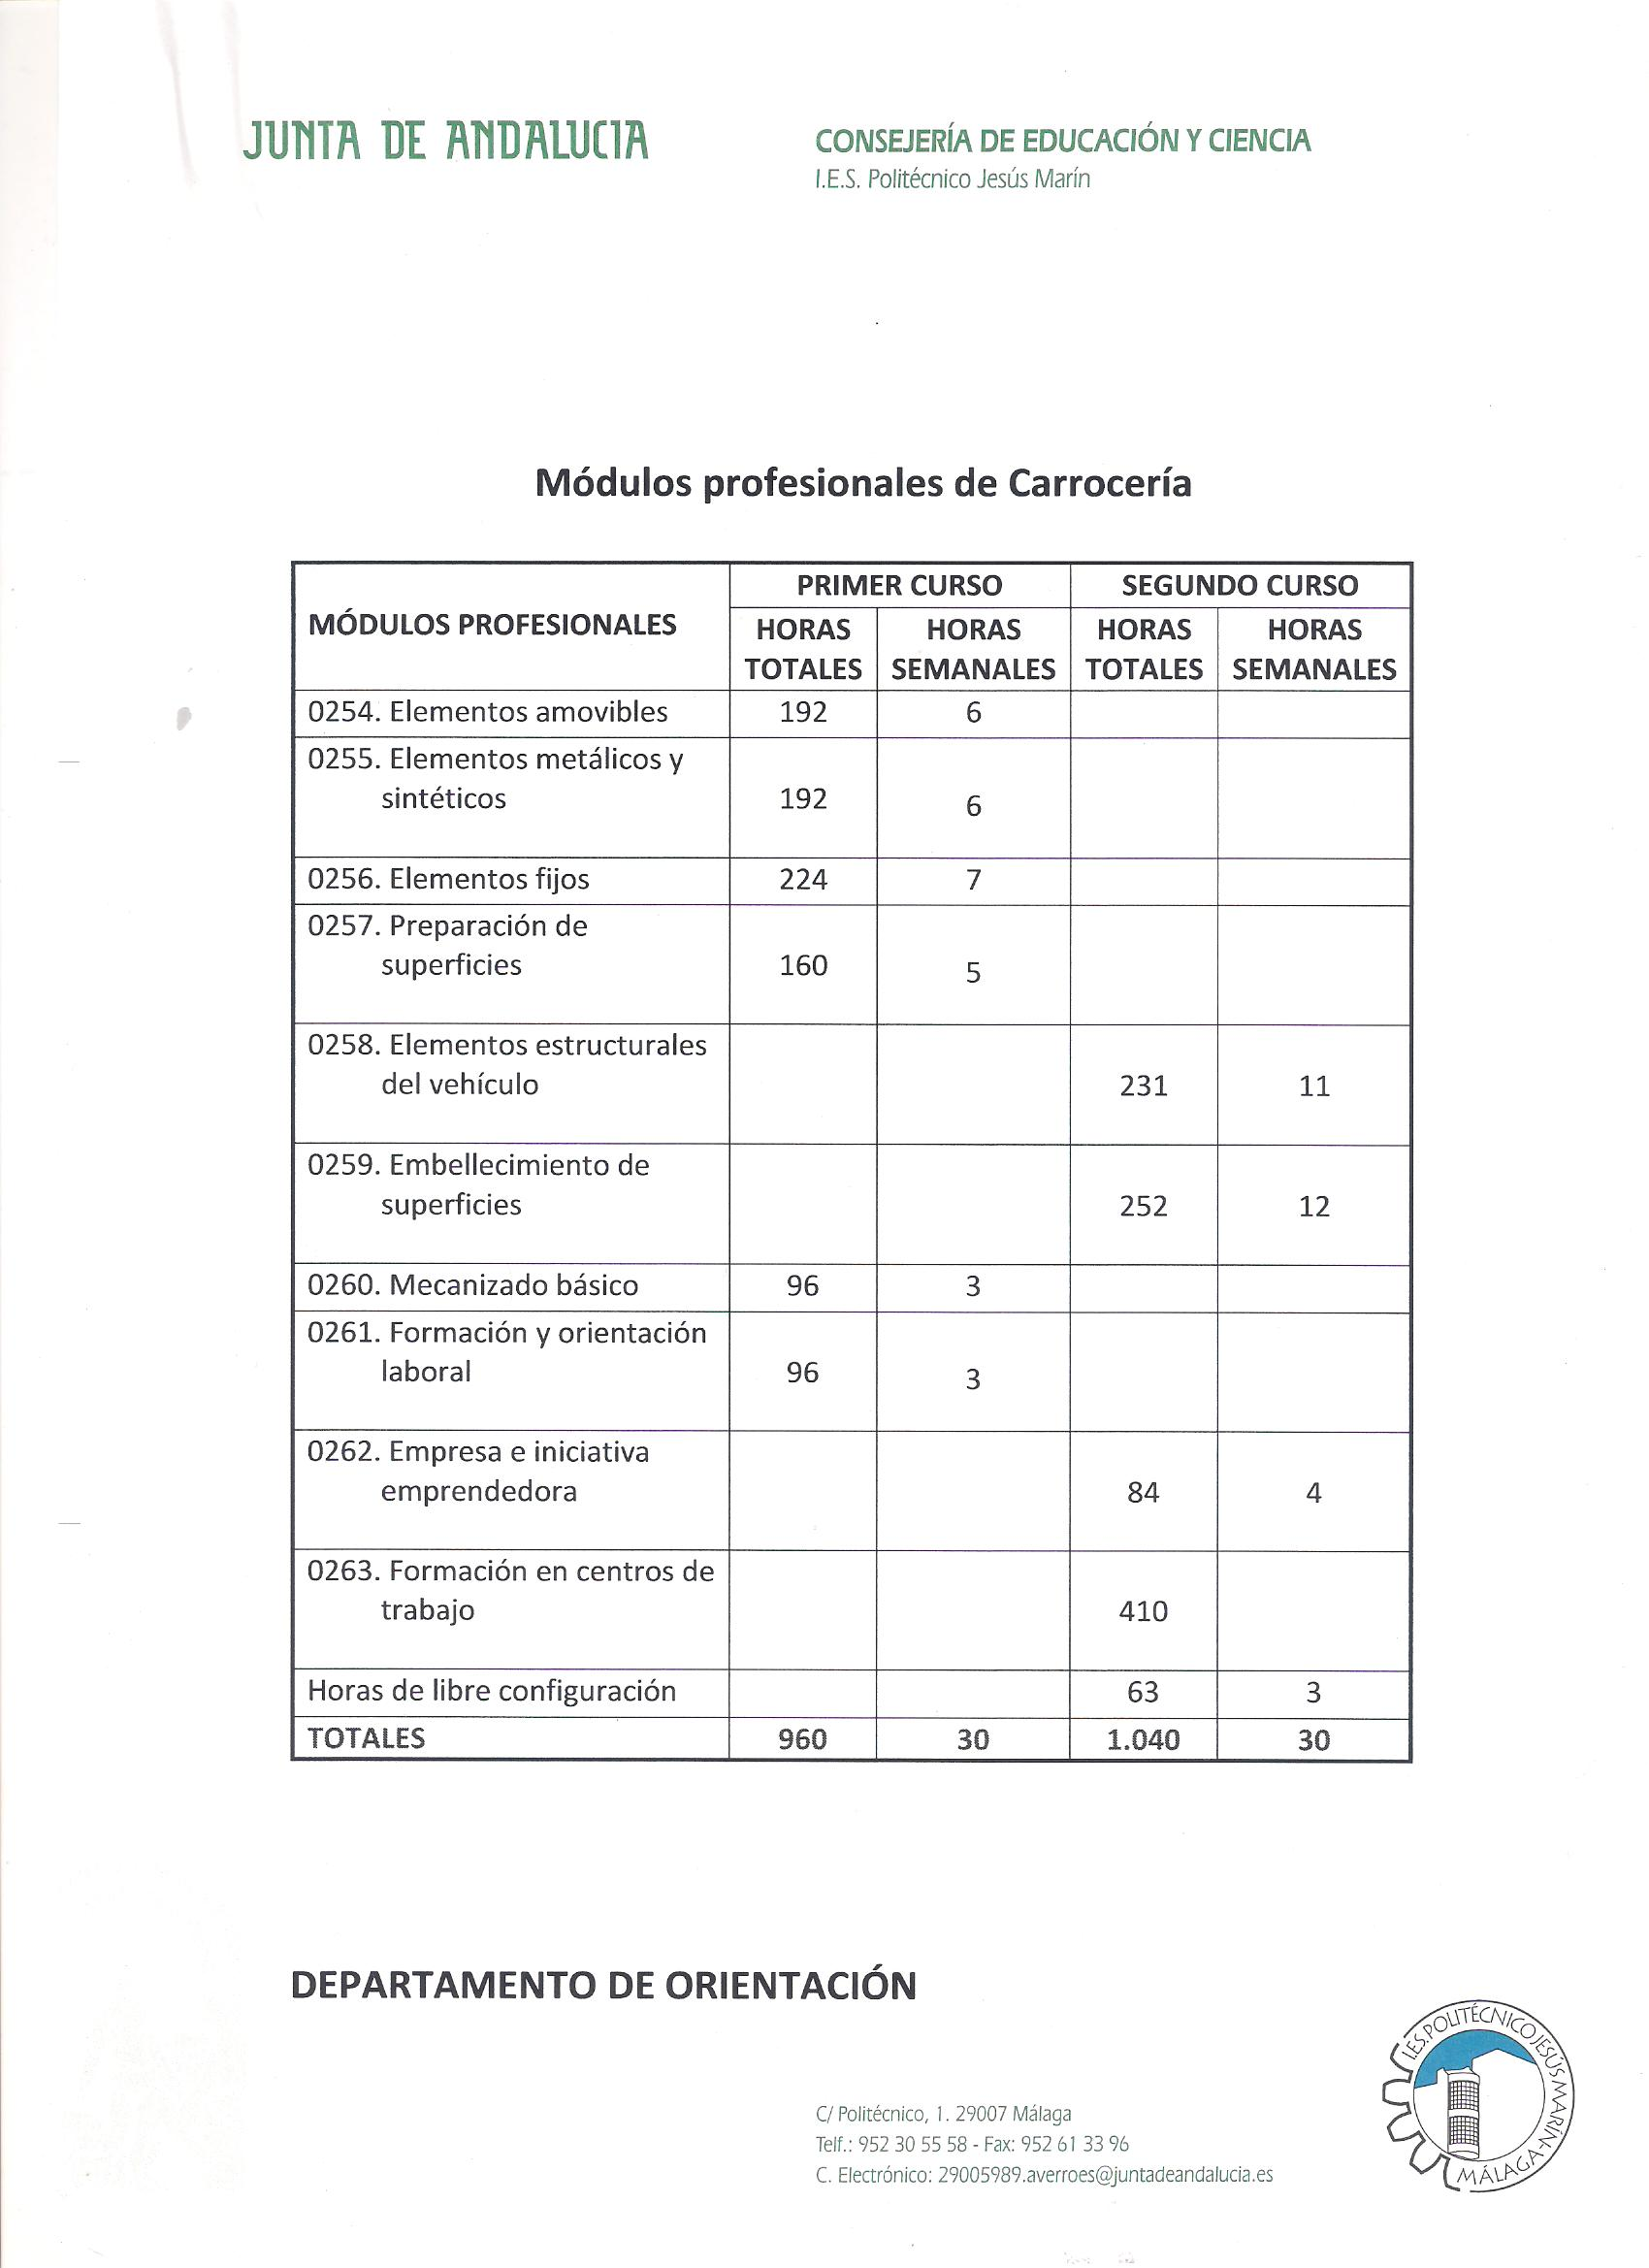 JUNTA DE ANDALUCIA
CONSEJERÍA DE EDUCACIÓN Y CIENCIA
I.E.S. Politécnico Jesús Marín
Módulos profesionales de Carrocería
MÓDULOS PROFESIONALES
PRIMER CURSO SEGUNDO CURSO
HORAS TOTALES HORAS SEMANALES HORAS TOTALES HORAS SEMANALES
0254. Elementos amovibles 192 6
0255. Elementos metálicos y
sintéticos 192 6
0256. Elementos fijos 224 7
0257. Preparación de
superficies 160 5
0258. Elementos estructurales
del vehículo 231 11
0259. Embellecimiento de
superficies 252 12
0260. Mecanizado básico 96 3
0261. Formación y orientación
laboral 96 3
0262. Empresa e iniciativa
emprendedora 84 4
0263. Formación en centros de
trabajo 410
Horas de libre configuración 63 3
TOTALES 960 30 1.040 30
DEPARTAMENTO DE ORIENTACIÓN
I.E.S. POLITÉCNICO JESÚS MARÍN - MÁLAGA
C/ Politécnico, 1. 29007 Málaga
Telf.: 952 30 55 58 - Fax: 952 61 33 96
C. Electrónico: 29005989.averroes@juntadeandalucia.es